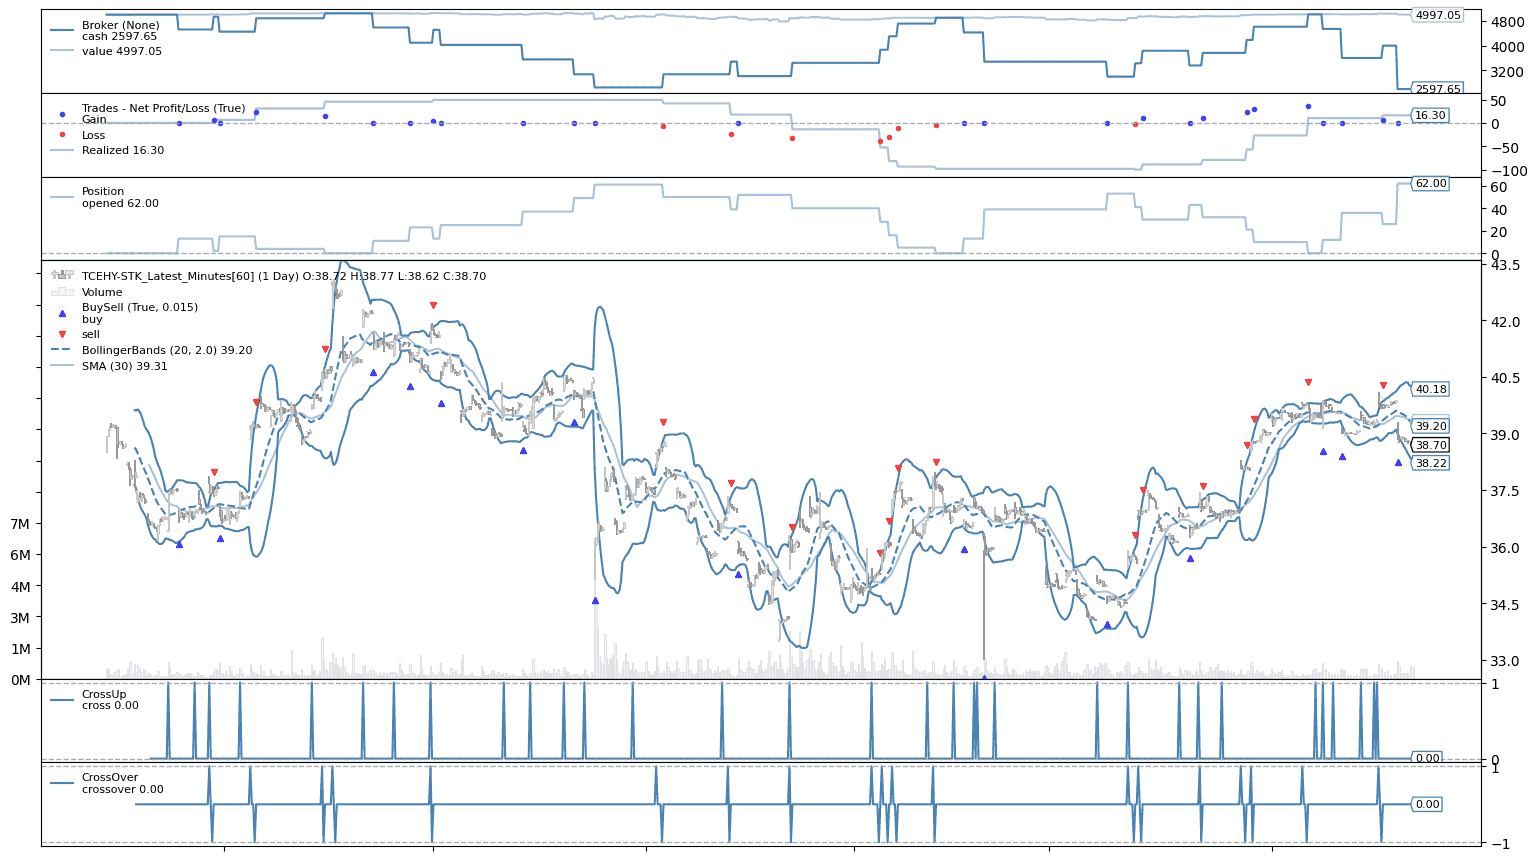 Broker (None)
cash 2597.65
value 4997.05
4997.05
4800
4000
3200
2597.65
Trades - Net Profit/Loss (True)
Gain
Loss
Realized 16.30
50
16.30
0
−50
−100
Position
opened 62.00
62.00
60
40
20
0
TCEHY-STK_Latest_Minutes[60] (1 Day) O:38.72 H:38.77 L:38.62 C:38.70
Volume
BuySell (True, 0.015)
buy
sell
BollingerBands (20, 2.0) 39.20
SMA (30) 39.31
43.5
42.0
40.5
40.18
39.20
39.0
38.70
38.22
37.5
36.0
34.5
33.0
7M
6M
4M
3M
1M
0M
CrossUp
cross 0.00
1
0
0.00
CrossOver
crossover 0.00
1
0.00
−1